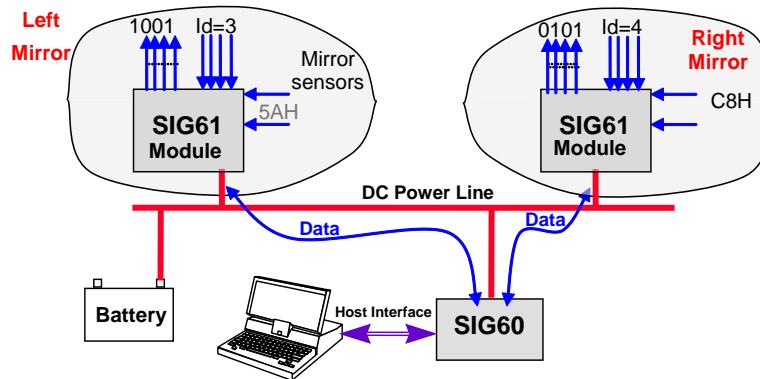 Left
Mirror
1001
Id=3
Mirror
sensors
5AH
SIG61
Module
0101
Id=4
Right
Mirror
C8H
SIG61
Module
DC Power Line
Data
Data
Battery
Host Interface
SIG60